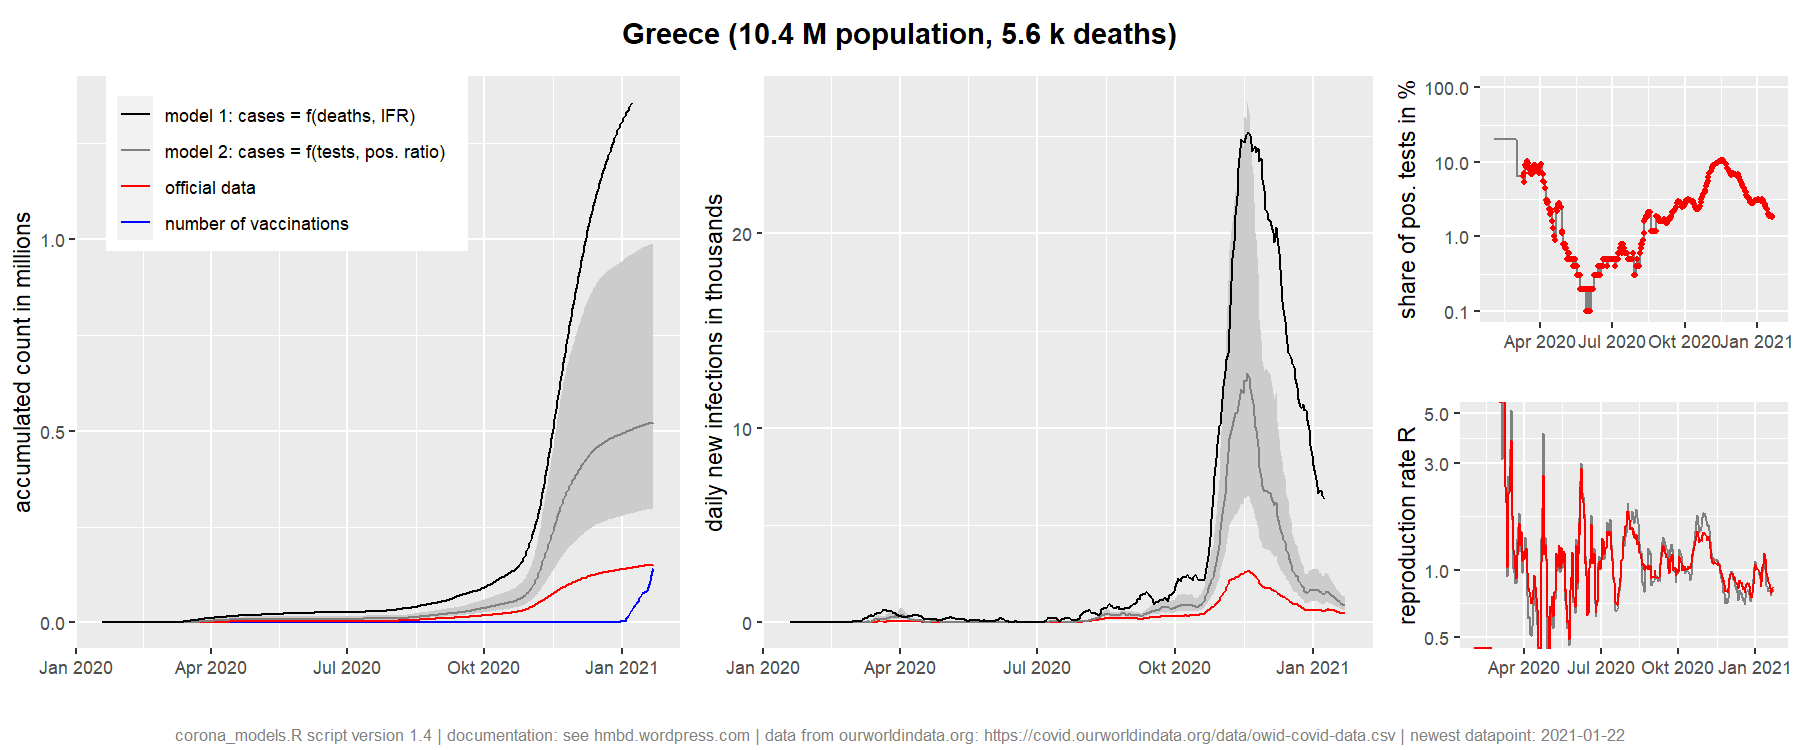 Greece (10.4 M population, 5.6 k deaths)
model 1: cases = f(deaths, IFR)
model 2: cases = f(tests, pos. ratio)
official data
number of vaccinations
accumulated count in millions
1.0
0.5
0.0
Jan 2020
Apr 2020
Jul 2020
Okt 2020
Jan 2021
daily new infections in thousands
20
10
0
Jan 2020
Apr 2020
Jul 2020
Okt 2020
Jan 2021
share of pos. tests in %
100.0
10.0
1.0
0.1
Apr 2020
Jul 2020
Okt 2020
Jan 2021
reproduction rate R
5.0
3.0
1.0
0.5
Apr 2020
Jul 2020
Okt 2020
Jan 2021
corona_models.R script version 1.4 | documentation: see hmbd.wordpress.com | data from ourworldindata.org: https://covid.ourworldindata.org/data/owid-covid-data.csv | newest datapoint: 2021-01-22